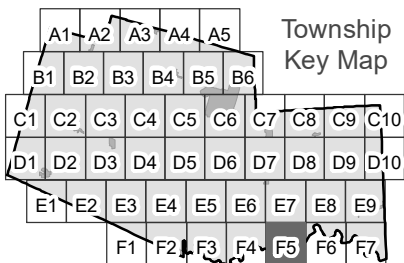 Township
Key Map
A1 A2 A3 A4 A5
B1 B2 B3 B4 B5 B6
C1 C2 C3 C4 C5 C6 C7 C8 C9 C10
D1 D2 D3 D4 D5 D6 D7 D8 D9 D10
E1 E2 E3 E4 E5 E6 E7 E8 E9
F1 F2 F3 F4 F5 F6 F7